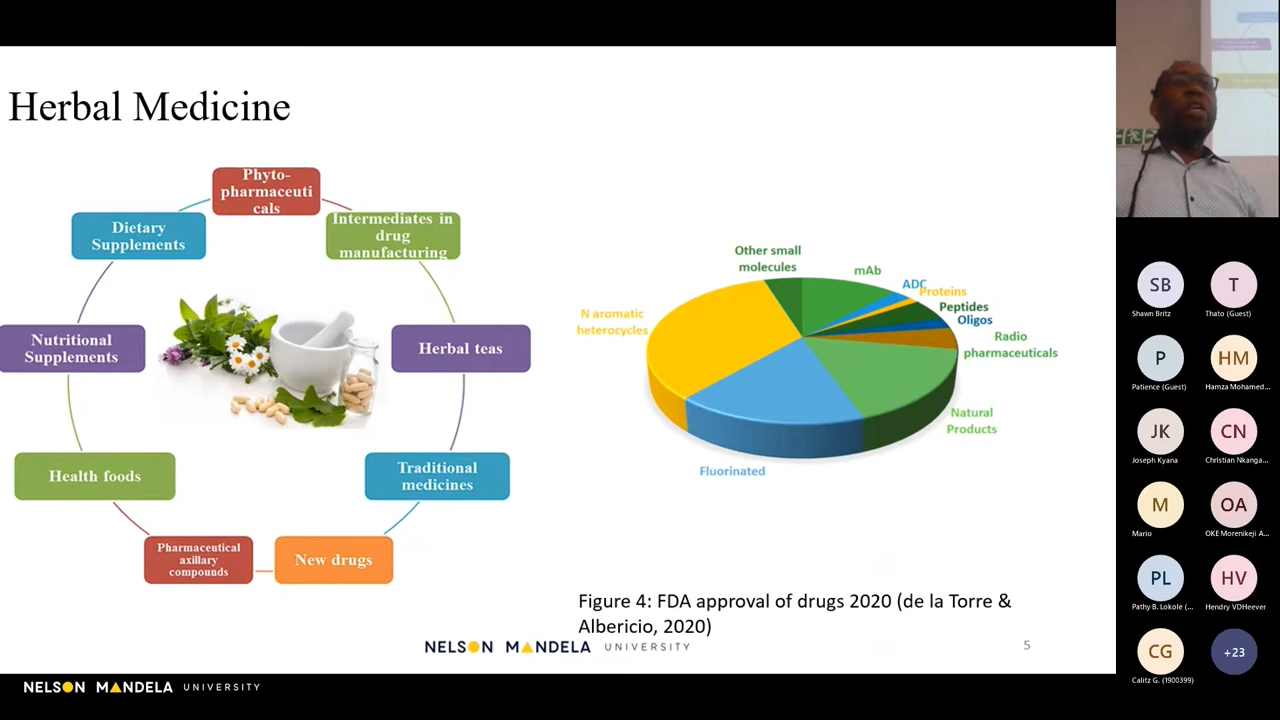 Herbal Medicine
Phyto-
pharmaceuti
cals
Intermediates in
drug
manufacturing
Herbal teas
Traditional
medicines
New drugs
Pharmaceutical
axillary
compounds
Health foods
Nutritional
Supplements
Dietary
Supplements
Other small
molecules
mAb
ADC
Proteins
Peptides
Oligos
Radio
pharmaceuticals
Natural
Products
Fluorinated
N aromatic
heterocycles
Figure 4: FDA approval of drugs 2020 (de la Torre &
Albericio, 2020)
NELSON MANDELA UNIVERSITY
5
NELSON MANDELA UNIVERSITY
SB
Shawn Britz
T
Thato (Guest)
P
Patience (Guest)
HM
Hamza Mohamed...
JK
Joseph Kyana
CN
Christian Nkanga...
M
Mario
OA
OKE Morenikeji A...
PL
Pathy B. Lokole (...
HV
Hendry VDHeever
CG
Calitz G. (1900399)
+23